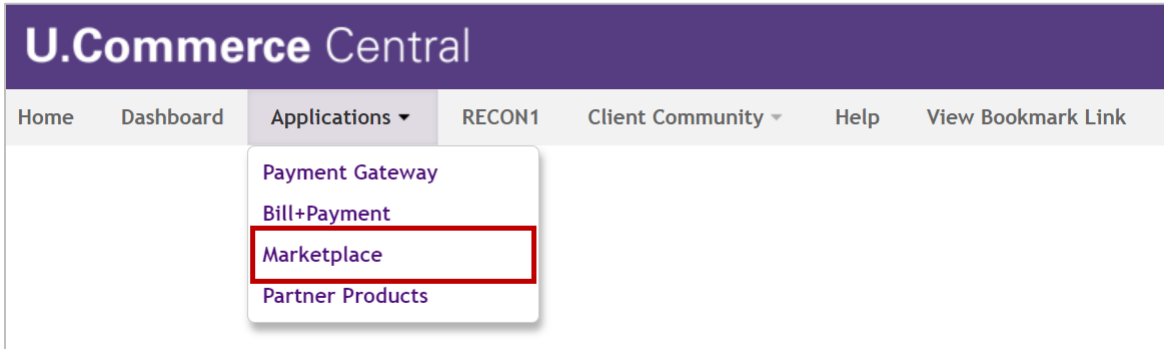 U.Commerce Central
Home Dashboard Applications RECON1 Client Community Help View Bookmark Link
Payment Gateway
Bill+Payment
Marketplace
Partner Products